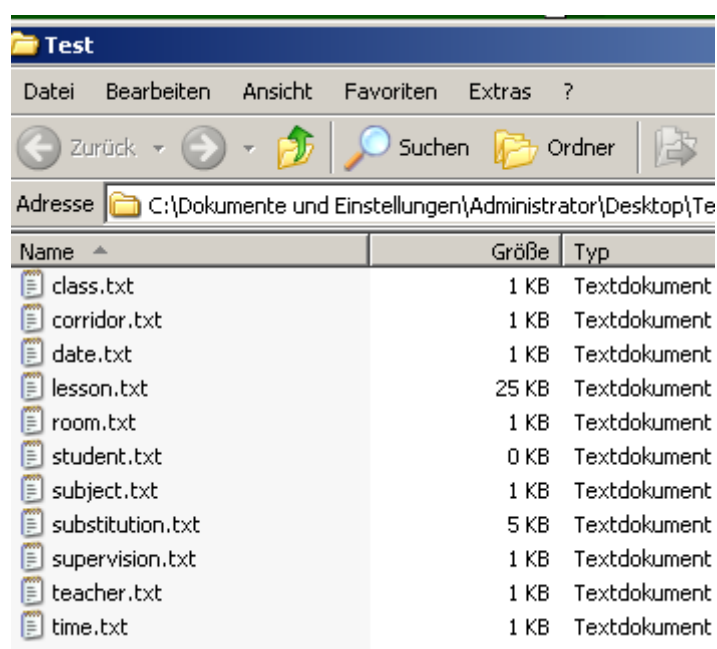 Test
Datei Bearbeiten Ansicht Favoriten Extras ?
Zurück Suchen Ordner
Adresse C:\Dokumente und Einstellungen\Administrator\Desktop\Te
Name Größe Typ
class.txt 1 KB Textdokument
corridor.txt 1 KB Textdokument
date.txt 1 KB Textdokument
lesson.txt 25 KB Textdokument
room.txt 1 KB Textdokument
student.txt 0 KB Textdokument
subject.txt 1 KB Textdokument
substitution.txt 5 KB Textdokument
supervision.txt 1 KB Textdokument
teacher.txt 1 KB Textdokument
time.txt 1 KB Textdokument